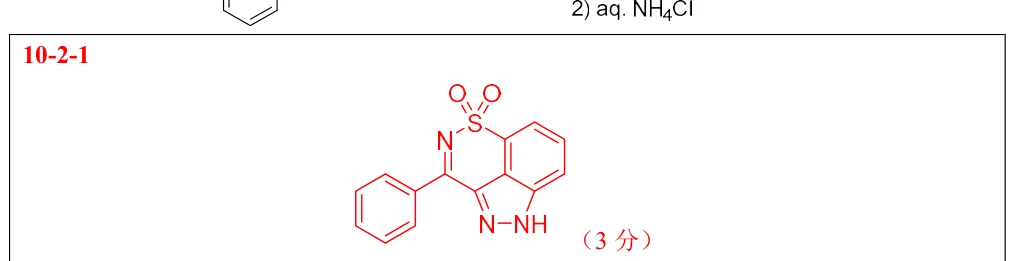 2) aq. NH4Cl
10-2-1
O O
S
N
N NH
(3 分)